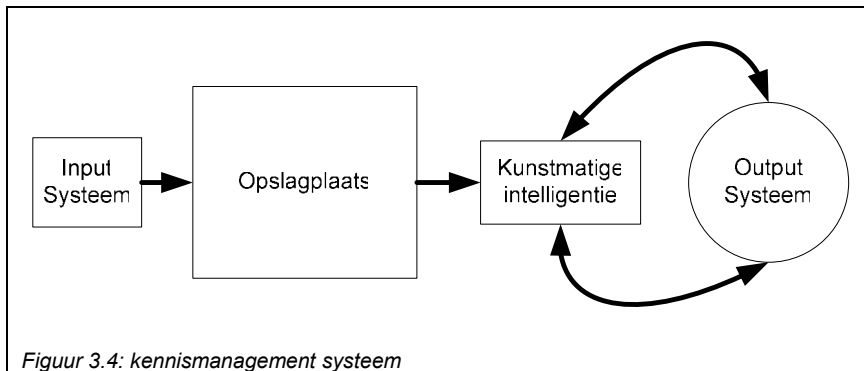 Input
Systeem
Opslagplaats
Kunstmatige
intelligentie
Output
Systeem
Figuur 3.4: kennismanagement systeem